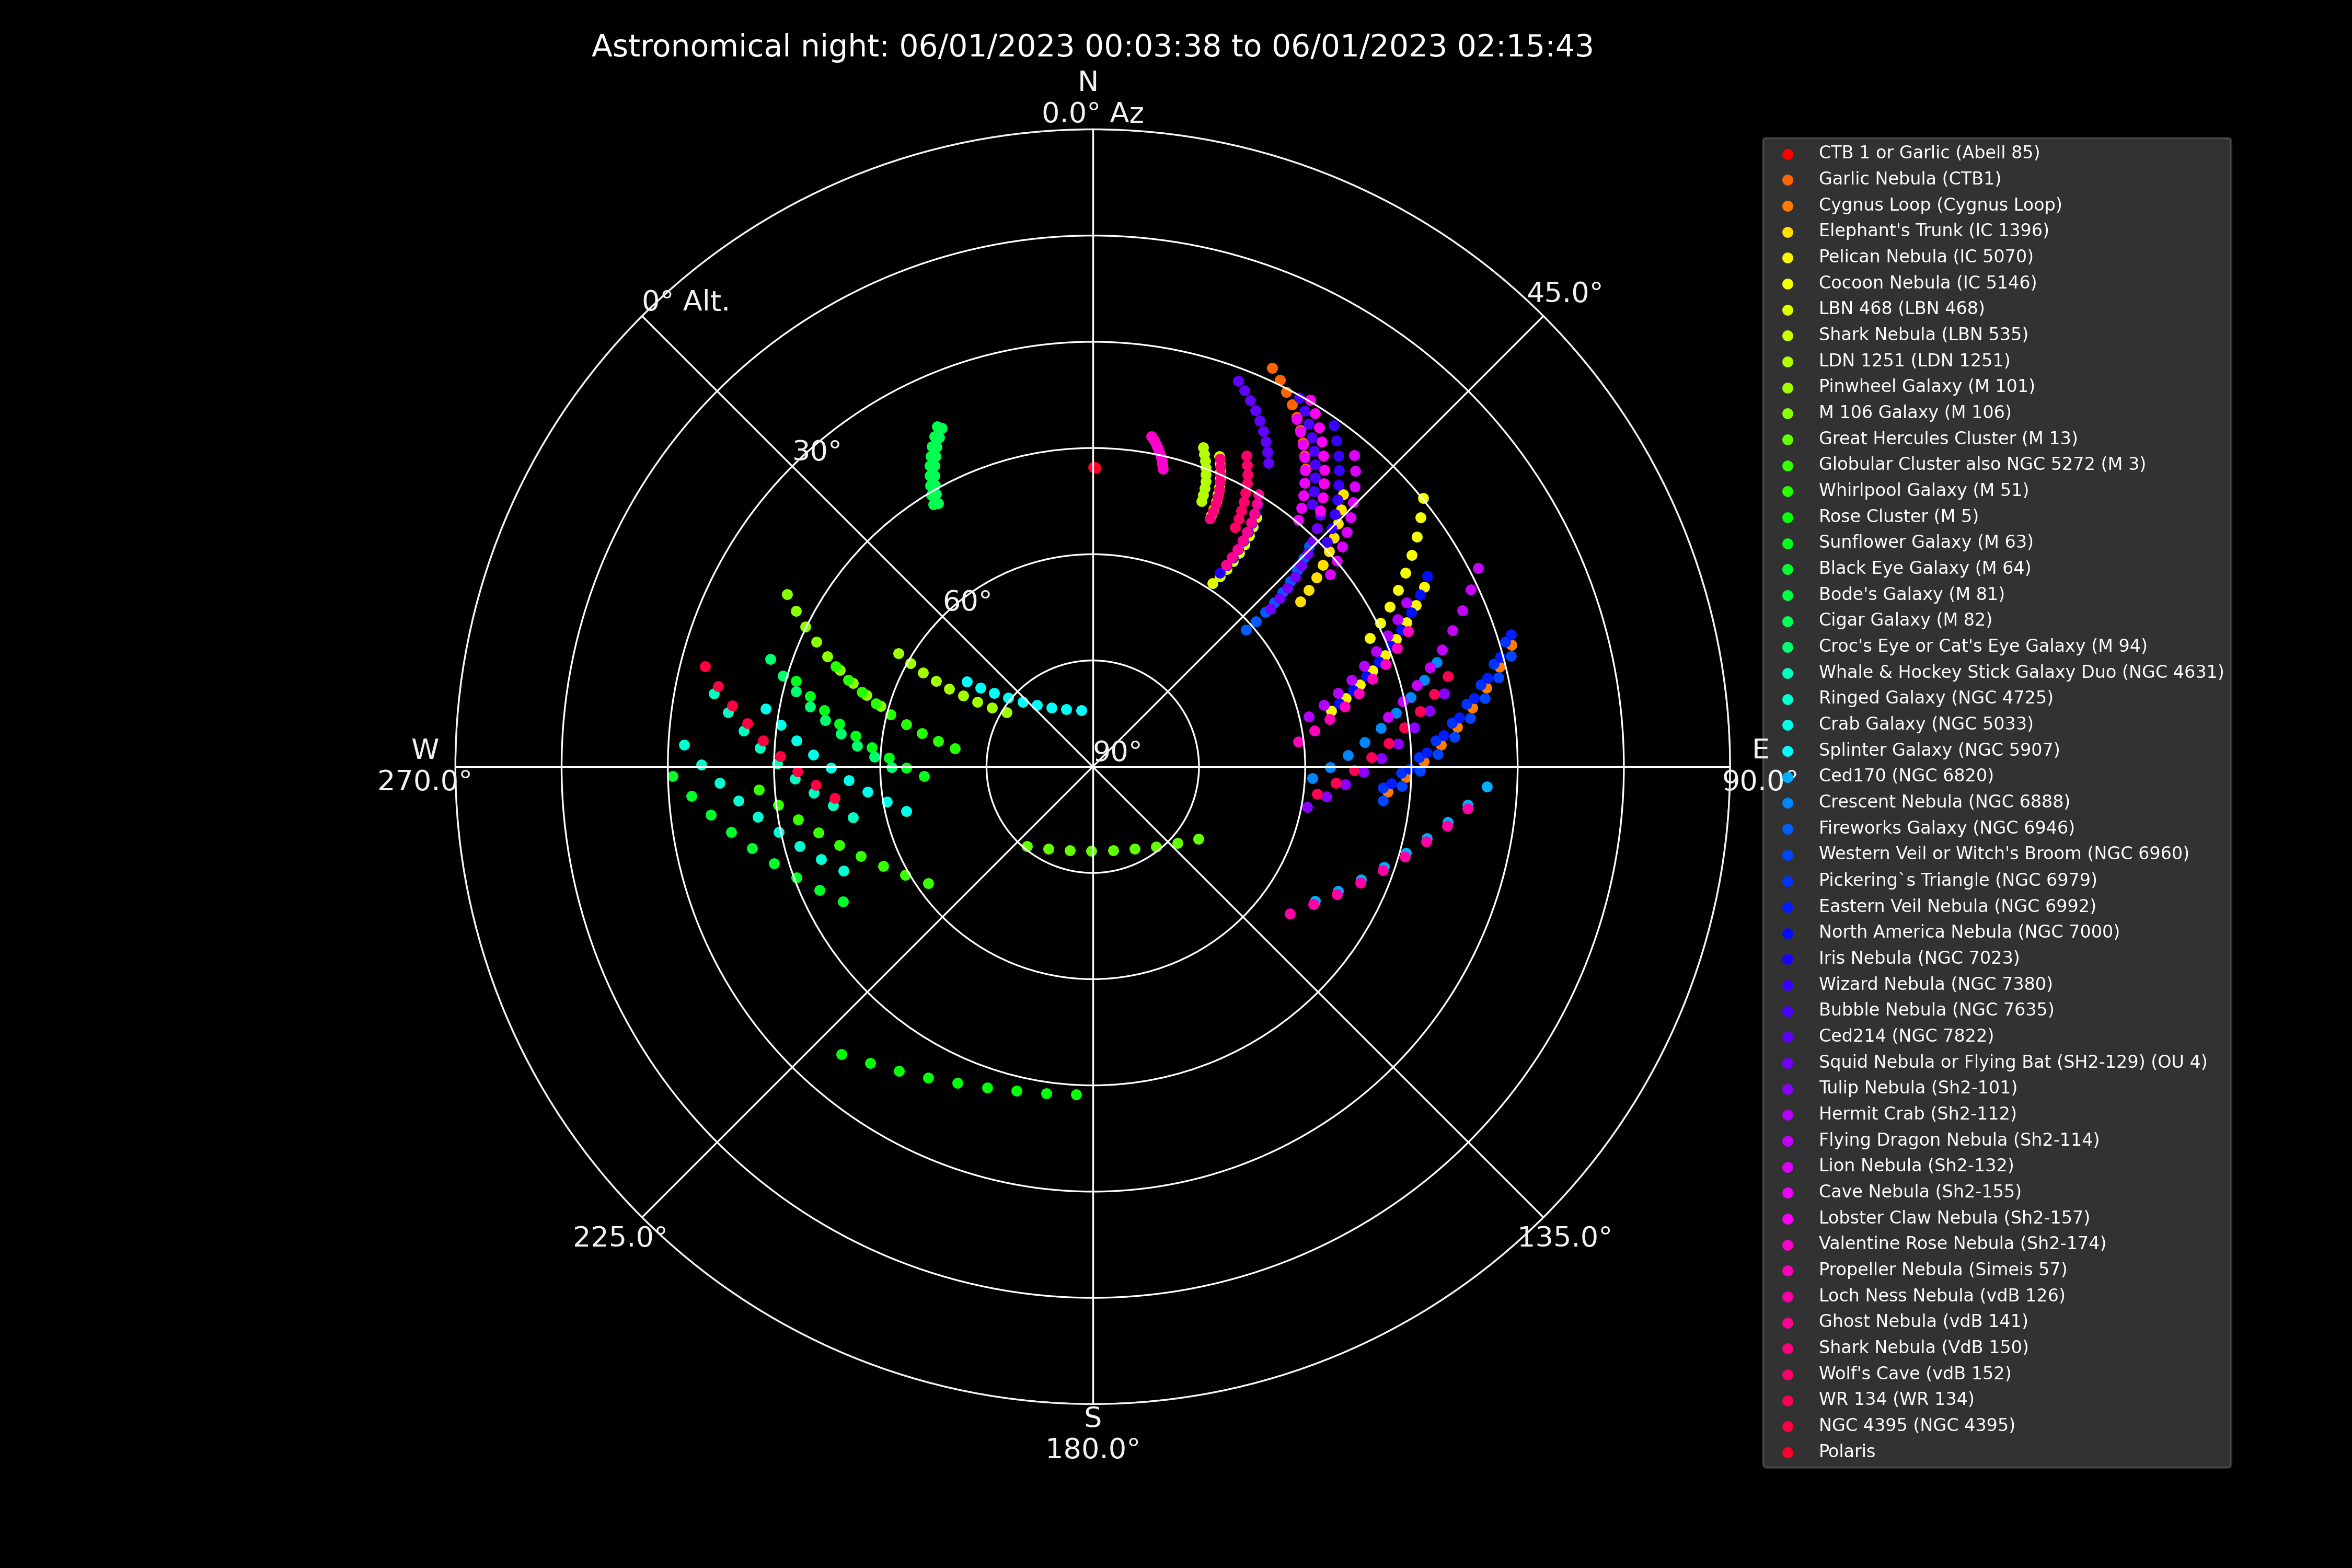 Astronomical night: 06/01/2023 00:03:38 to 06/01/2023 02:15:43
N
0.0° Az
45.0°
0° Alt.
30°
60°
90°
W
270.0°
E
90.0°
225.0°
135.0°
S
180.0°
CTB 1 or Garlic (Abell 85)
Garlic Nebula (CTB1)
Cygnus Loop (Cygnus Loop)
Elephant's Trunk (IC 1396)
Pelican Nebula (IC 5070)
Cocoon Nebula (IC 5146)
LBN 468 (LBN 468)
Shark Nebula (LBN 535)
LDN 1251 (LDN 1251)
Pinwheel Galaxy (M 101)
M 106 Galaxy (M 106)
Great Hercules Cluster (M 13)
Globular Cluster also NGC 5272 (M 3)
Whirlpool Galaxy (M 51)
Rose Cluster (M 5)
Sunflower Galaxy (M 63)
Black Eye Galaxy (M 64)
Bode's Galaxy (M 81)
Cigar Galaxy (M 82)
Croc's Eye or Cat's Eye Galaxy (M 94)
Whale & Hockey Stick Galaxy Duo (NGC 4631)
Ringed Galaxy (NGC 4725)
Crab Galaxy (NGC 5033)
Splinter Galaxy (NGC 5907)
Ced170 (NGC 6820)
Crescent Nebula (NGC 6888)
Fireworks Galaxy (NGC 6946)
Western Veil or Witch's Broom (NGC 6960)
Pickering`s Triangle (NGC 6979)
Eastern Veil Nebula (NGC 6992)
North America Nebula (NGC 7000)
Iris Nebula (NGC 7023)
Wizard Nebula (NGC 7380)
Bubble Nebula (NGC 7635)
Ced214 (NGC 7822)
Squid Nebula or Flying Bat (SH2-129) (OU 4)
Tulip Nebula (Sh2-101)
Hermit Crab (Sh2-112)
Flying Dragon Nebula (Sh2-114)
Lion Nebula (Sh2-132)
Cave Nebula (Sh2-155)
Lobster Claw Nebula (Sh2-157)
Valentine Rose Nebula (Sh2-174)
Propeller Nebula (Simeis 57)
Loch Ness Nebula (vdB 126)
Ghost Nebula (vdB 141)
Shark Nebula (VdB 150)
Wolf's Cave (vdB 152)
WR 134 (WR 134)
NGC 4395 (NGC 4395)
Polaris